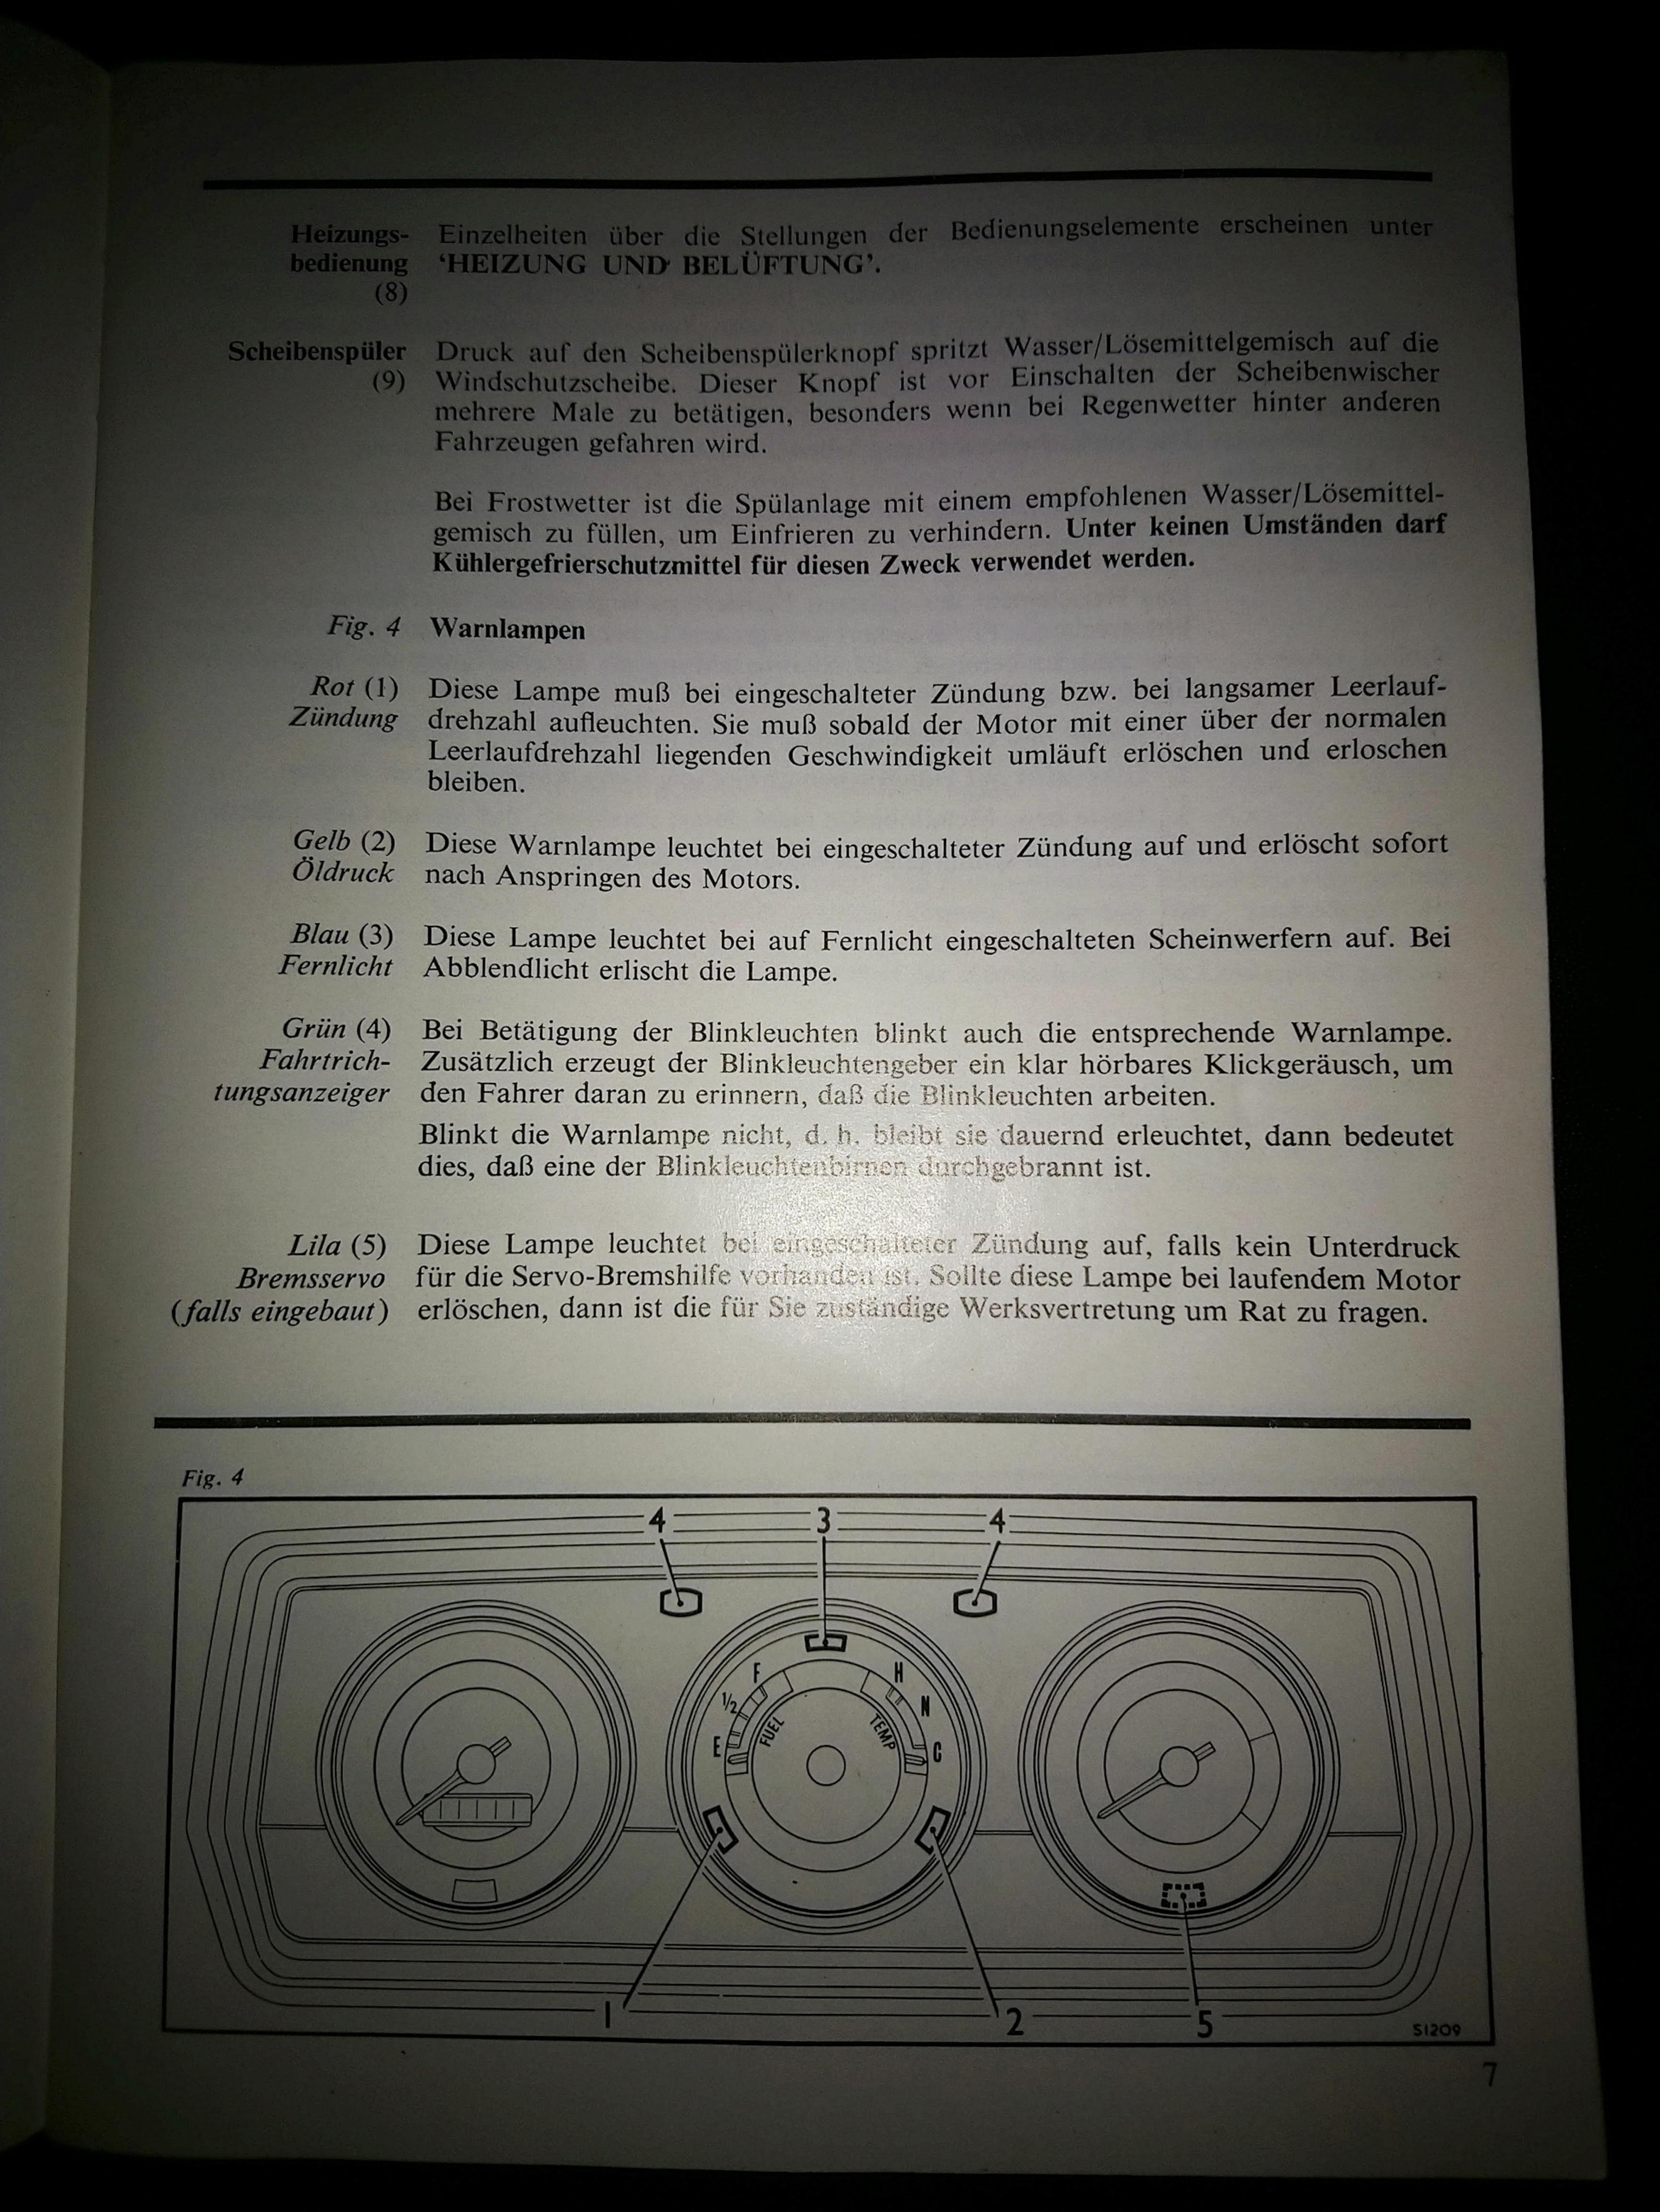 Heizungs- Einzelheiten über die Stellungen der Bedienungselemente erscheinen unter
bedienung ‘HEIZUNG UND BELÜFTUNG’.
(8)
Scheibenspüler Druck auf den Scheibenspülerknopf spritzt Wasser/Lösemittelgemisch auf die
(9) Windschutzscheibe. Dieser Knopf ist vor Einschalten der Scheibenwischer
mehrere Male zu betätigen, besonders wenn bei Regenwetter hinter anderen
Fahrzeugen gefahren wird.
Bei Frostwetter ist die Spülanlage mit einem empfohlenen Wasser/Lösemittel-
gemisch zu füllen, um Einfrieren zu verhindern. Unter keinen Umständen darf
Kühlergefrierschutzmittel für diesen Zweck verwendet werden.
Fig. 4 Warnlampen
Rot (1) Diese Lampe muß bei eingeschalteter Zündung bzw. bei langsamer Leerlauf-
Zündung drehzahl aufleuchten. Sie muß sobald der Motor mit einer über der normalen
Leerlaufdrehzahl liegenden Geschwindigkeit umläuft erlöschen und erloschen
bleiben.
Gelb (2) Diese Warnlampe leuchtet bei eingeschalteter Zündung auf und erlöscht sofort
Öldruck nach Anspringen des Motors.
Blau (3) Diese Lampe leuchtet bei auf Fernlicht eingeschalteten Scheinwerfern auf. Bei
Fernlicht Abblendlicht erlischt die Lampe.
Grün (4) Bei Betätigung der Blinkleuchten blinkt auch die entsprechende Warnlampe.
Fahrtrich- Zusätzlich erzeugt der Blinkleuchtengeber ein klar hörbares Klickgeräusch, um
tungsanzeiger den Fahrer daran zu erinnern, daß die Blinkleuchten arbeiten.
Blinkt die Warnlampe nicht, d. h. bleibt sie dauernd erleuchtet, dann bedeutet
dies, daß eine der Blinkleuchtenbirnen durchgebrannt ist.
Lila (5) Diese Lampe leuchtet bei eingeschalteter Zündung auf, falls kein Unterdruck
Bremsservo für die Servo-Bremshilfe vorhanden ist. Sollte diese Lampe bei laufendem Motor
(falls eingebaut) erlöschen, dann ist die für Sie zuständige Werksvertretung um Rat zu fragen.
Fig. 4
4 3 4
F H
½ N
E FUEL TEMP C
1 2 5
S1209
7